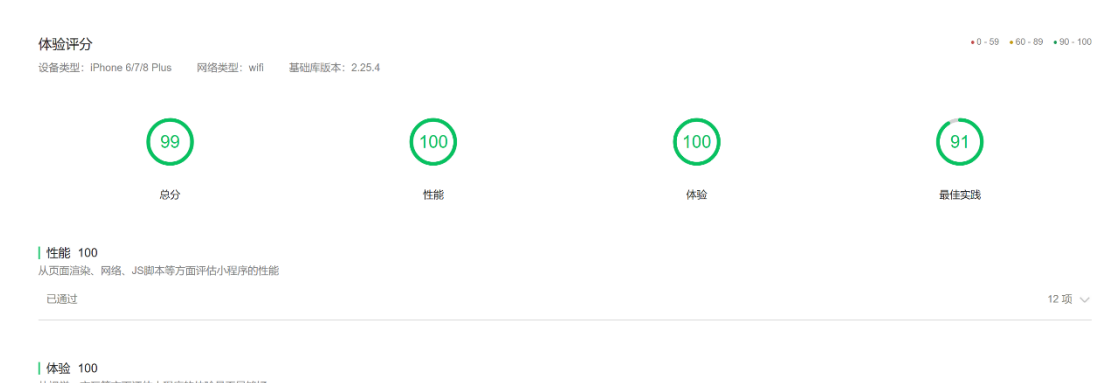 体验评分
0 - 59 60 - 89 90 - 100
设备类型：iPhone 6/7/8 Plus 网络类型：wifi 基础库版本：2.25.4
99 100 100 91
总分 性能 体验 最佳实践
性能 100
从页面渲染、网络、JS脚本等方面评估小程序的性能
已通过 12 项
体验 100